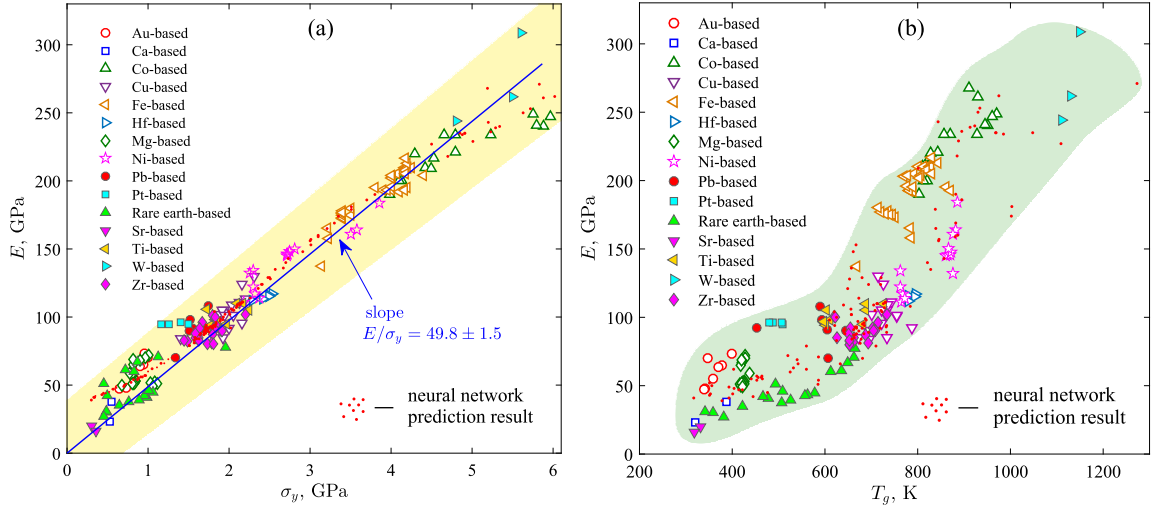 (a)
Au-based
Ca-based
Co-based
Cu-based
Fe-based
Hf-based
Mg-based
Ni-based
Pb-based
Pt-based
Rare earth-based
Sr-based
Ti-based
W-based
Zr-based
slope
E/σy = 49.8 ± 1.5
neural network
prediction result
300
250
200
150
100
50
0
E, GPa
0 1 2 3 4 5 6
σy, GPa
(b)
Au-based
Ca-based
Co-based
Cu-based
Fe-based
Hf-based
Mg-based
Ni-based
Pb-based
Pt-based
Rare earth-based
Sr-based
Ti-based
W-based
Zr-based
neural network
prediction result
300
250
200
150
100
50
0
E, GPa
200 400 600 800 1000 1200
Tg, K